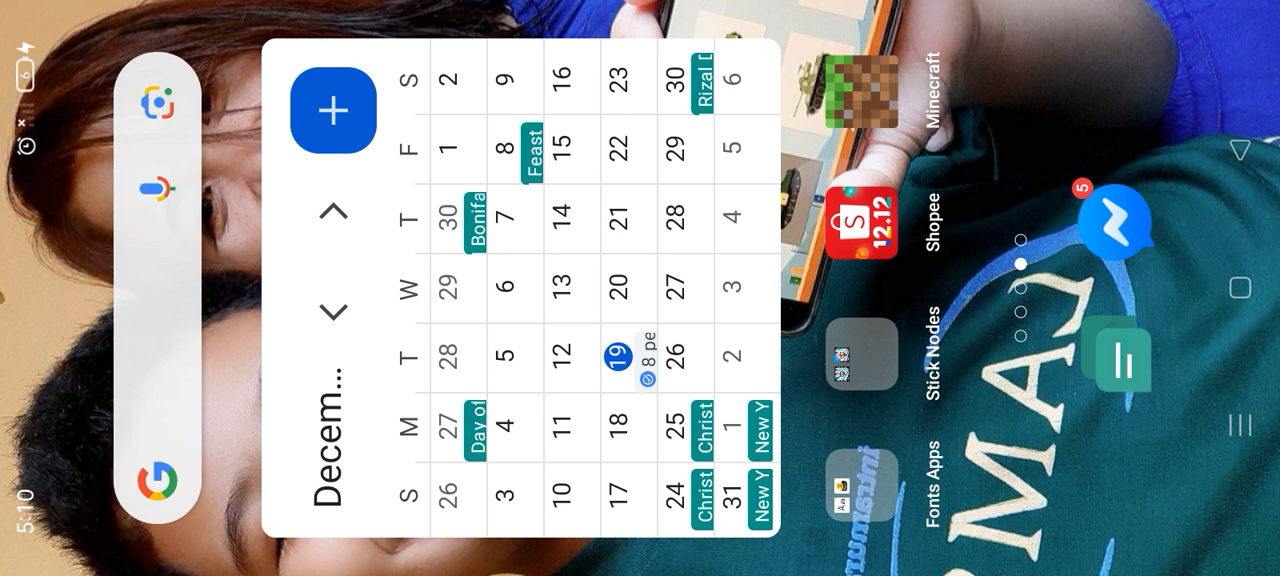 5:10
6
Decem...
S M T W T F S
26 27 28 29 30 1 2
Day of Bonifa
3 4 5 6 7 8 9
Feast
10 11 12 13 14 15 16
17 18 19 20 21 22 23
8 pe
24 25 26 27 28 29 30
Christ Christ Rizal D
31 1 2 3 4 5 6
New Y New Y
S
12.12
Aa
Fonts Apps Stick Nodes Shopee Minecraft
5
MAJ